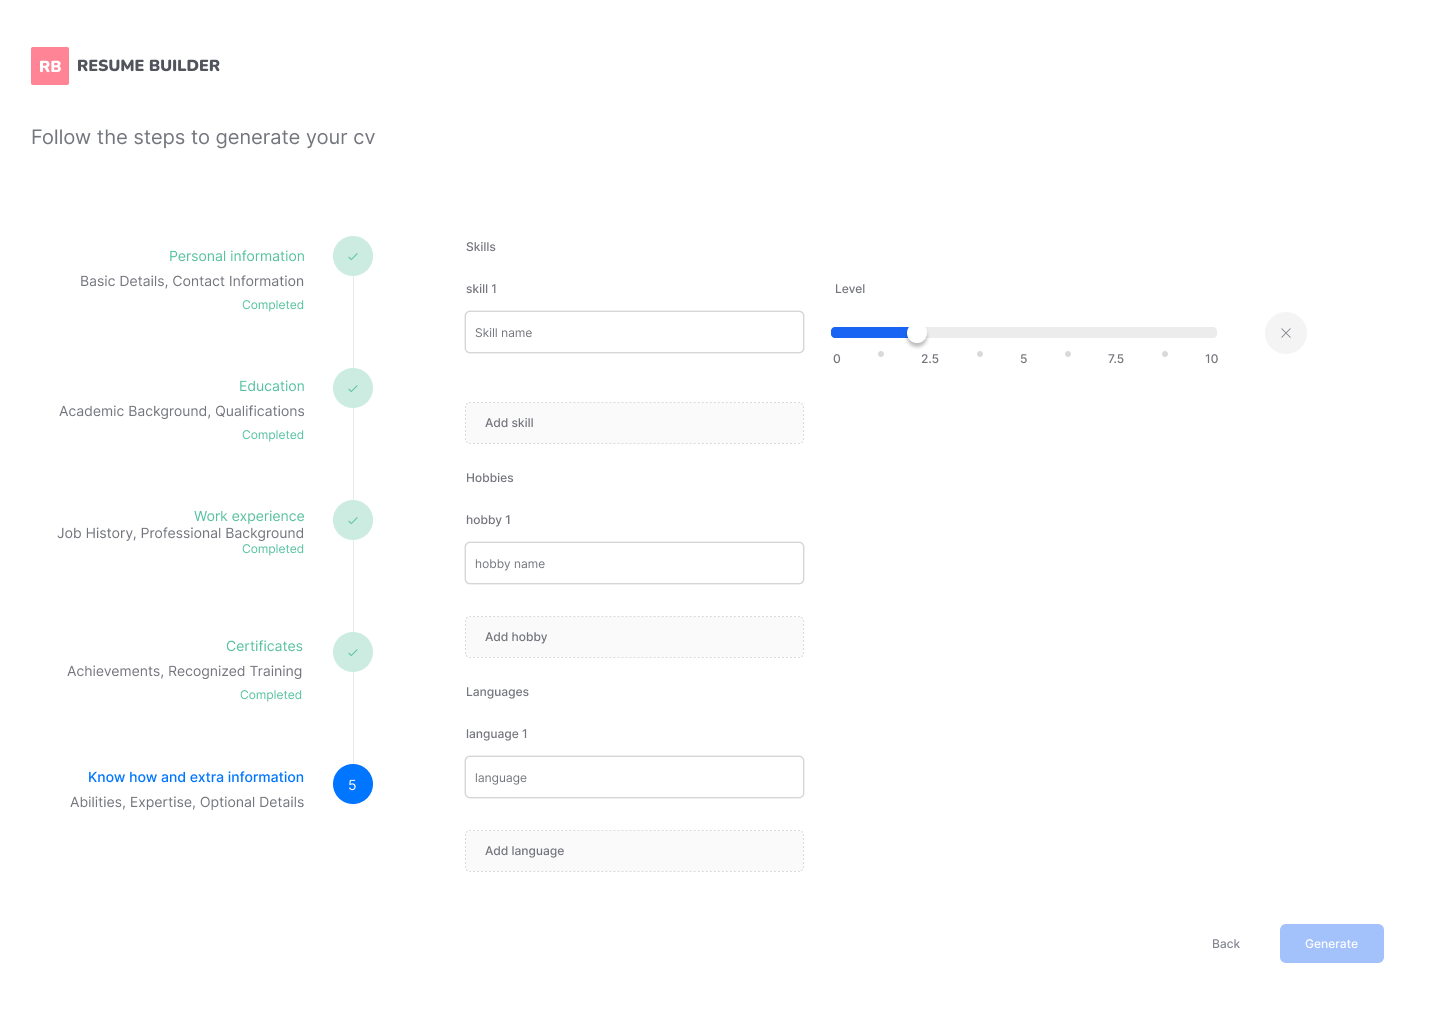 RB RESUME BUILDER
Follow the steps to generate your cv
Personal information
Basic Details, Contact Information
Completed
Education
Academic Background, Qualifications
Completed
Work experience
Job History, Professional Background
Completed
Certificates
Achievements, Recognized Training
Completed
Know how and extra information
5
Abilities, Expertise, Optional Details
Skills
skill 1
Level
Skill name
0 2.5 5 7.5 10
Add skill
Hobbies
hobby 1
hobby name
Add hobby
Languages
language 1
language
Add language
Back
Generate